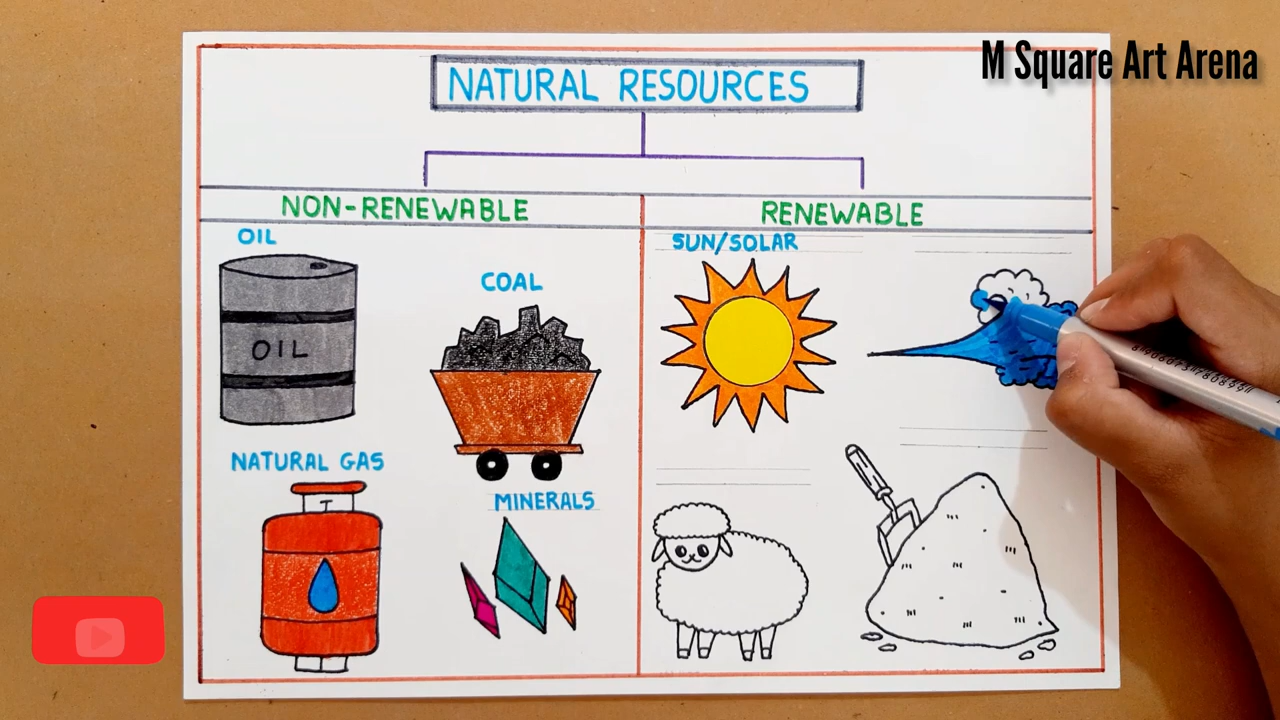 M Square Art Arena
NATURAL RESOURCES
NON-RENEWABLE
RENEWABLE
OIL
SUN/SOLAR
COAL
OIL
NATURAL GAS
MINERALS